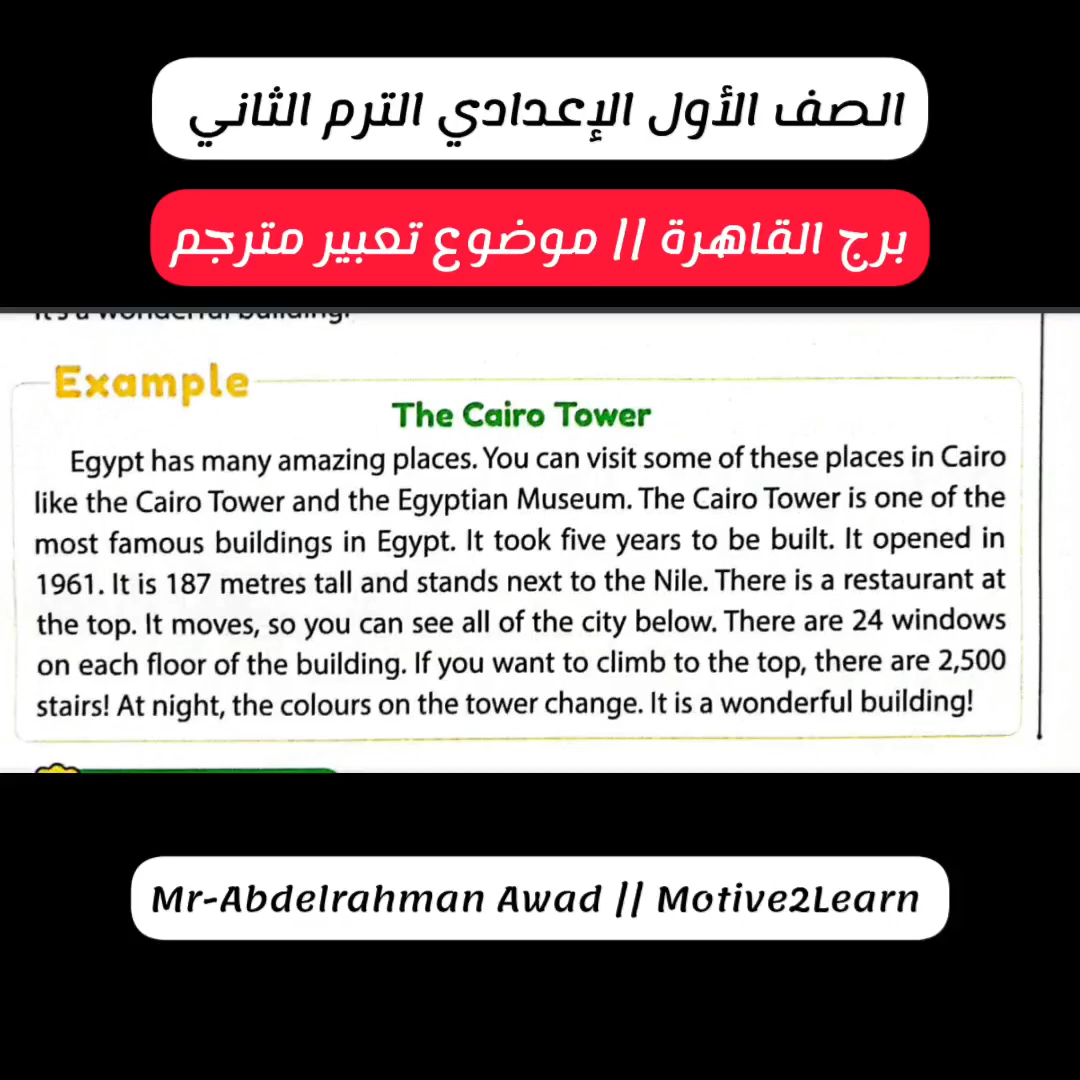 الصف الأول الإعدادي الترم الثاني
برج القاهرة || موضوع تعبير مترجم
It's a wonderful building!
Example
The Cairo Tower
Egypt has many amazing places. You can visit some of these places in Cairo
like the Cairo Tower and the Egyptian Museum. The Cairo Tower is one of the
most famous buildings in Egypt. It took five years to be built. It opened in
1961. It is 187 metres tall and stands next to the Nile. There is a restaurant at
the top. It moves, so you can see all of the city below. There are 24 windows
on each floor of the building. If you want to climb to the top, there are 2,500
stairs! At night, the colours on the tower change. It is a wonderful building!
Mr-Abdelrahman Awad || Motive2Learn